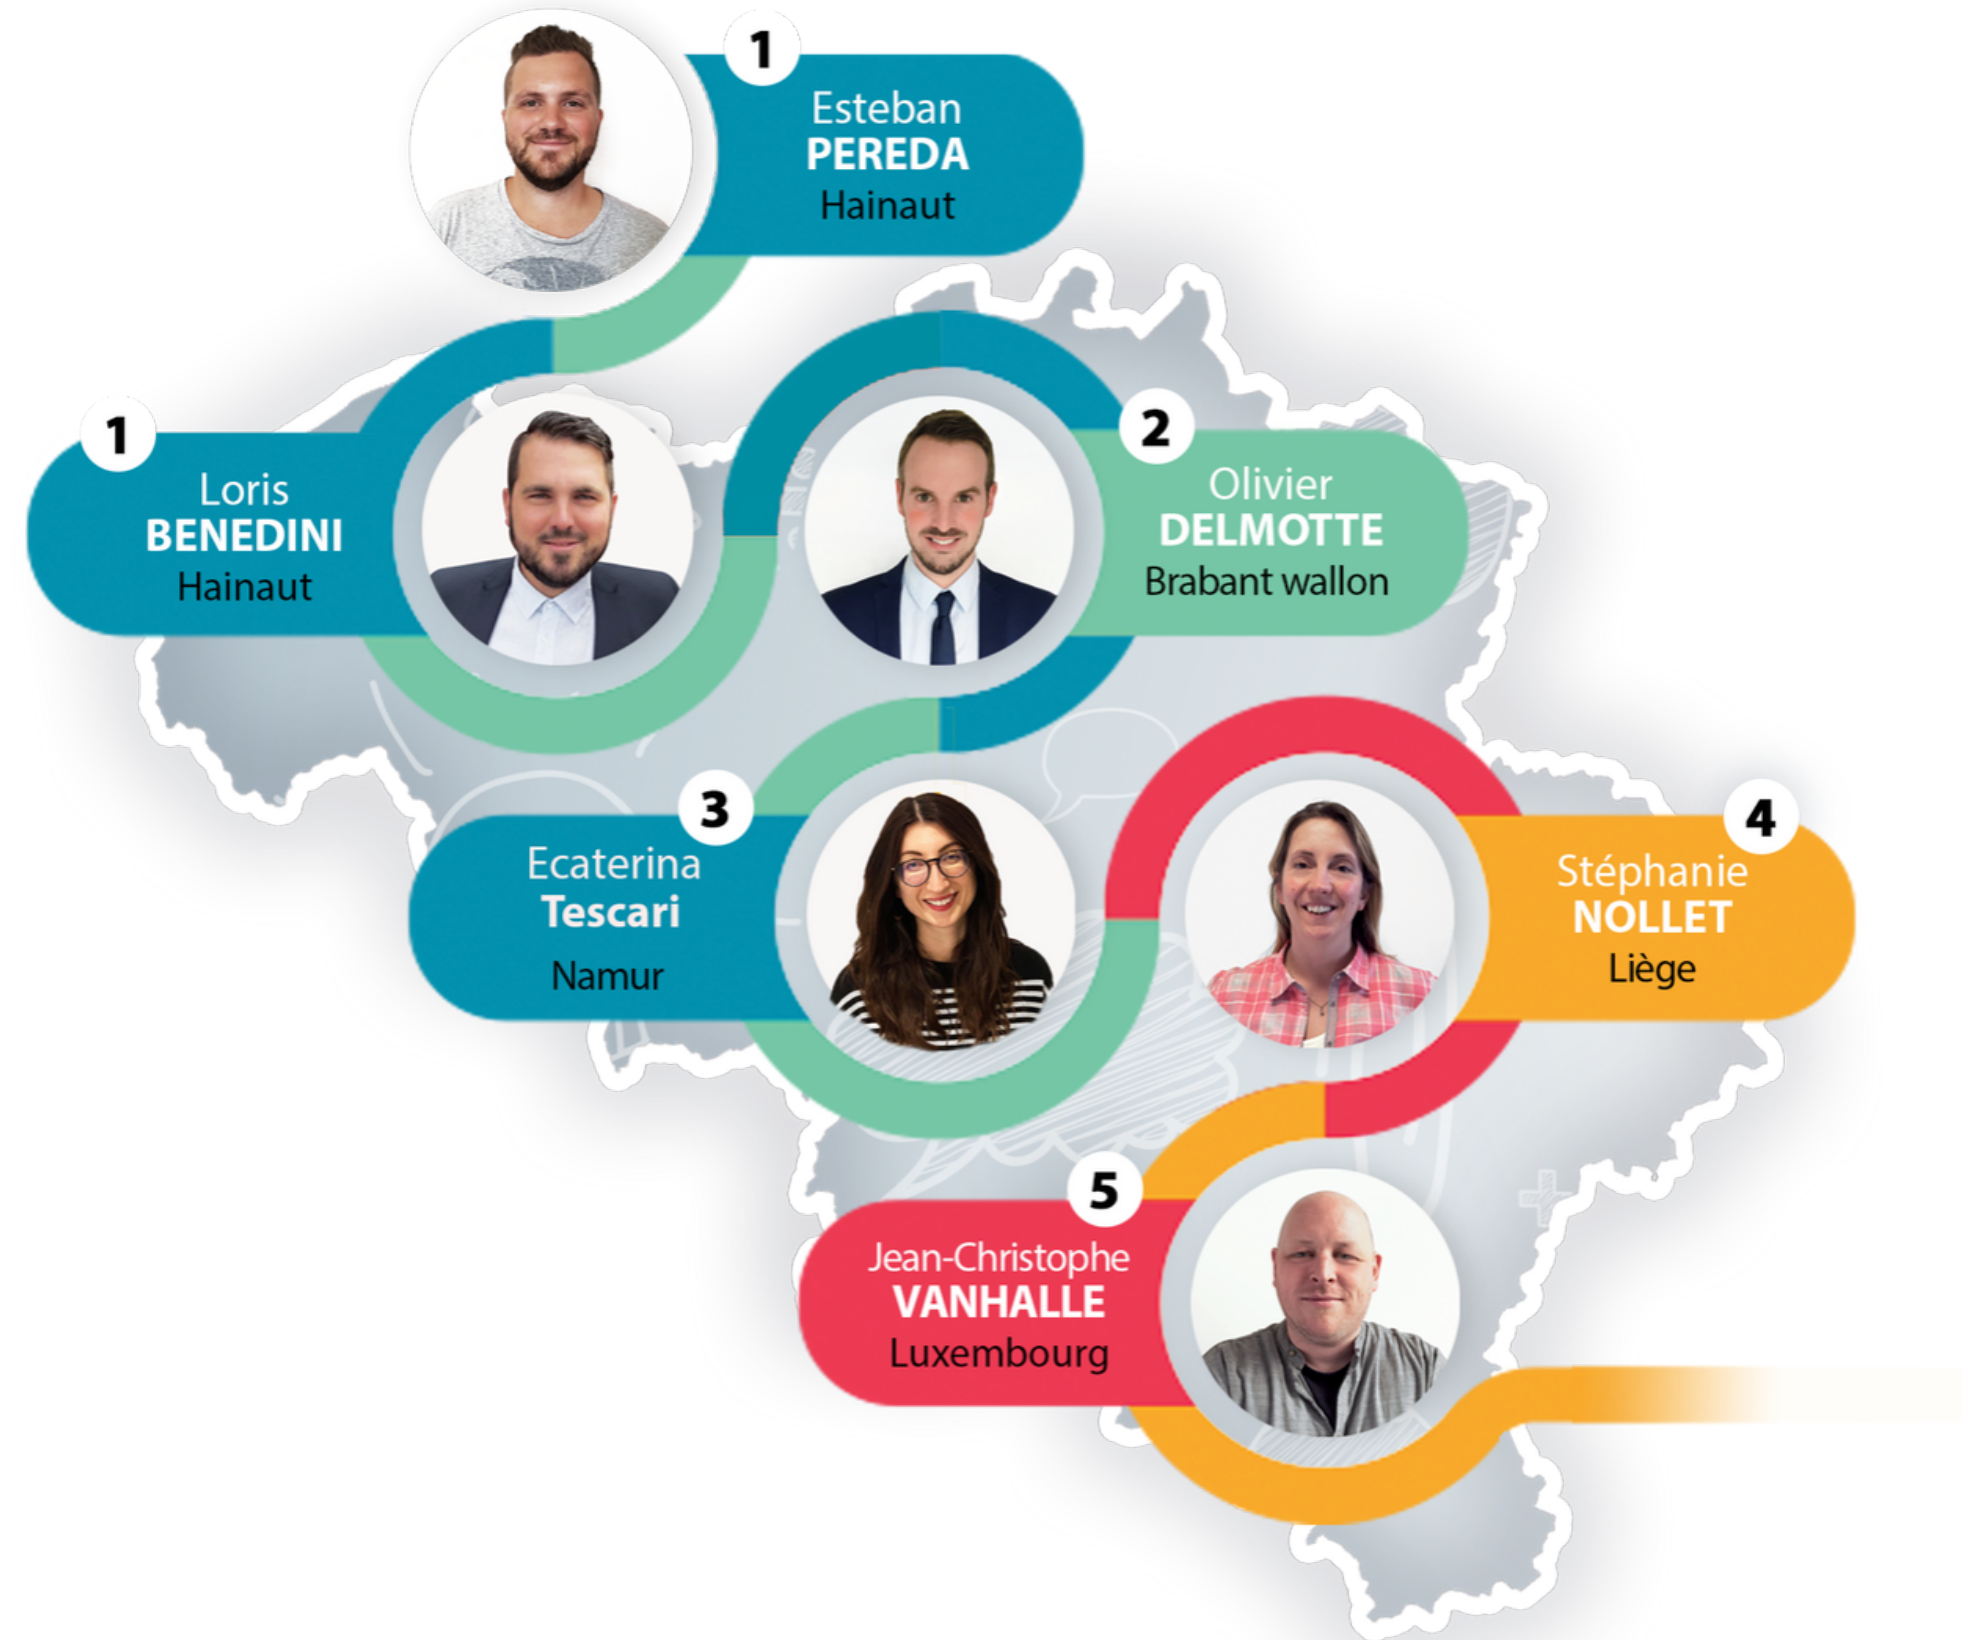 1
Esteban
PEREDA
Hainaut
1
Loris
BENEDINI
Hainaut
2
Olivier
DELMOTTE
Brabant wallon
3
Ecaterina
Tescari
Namur
4
Stéphanie
NOLLET
Liège
5
Jean-Christophe
VANHALLE
Luxembourg